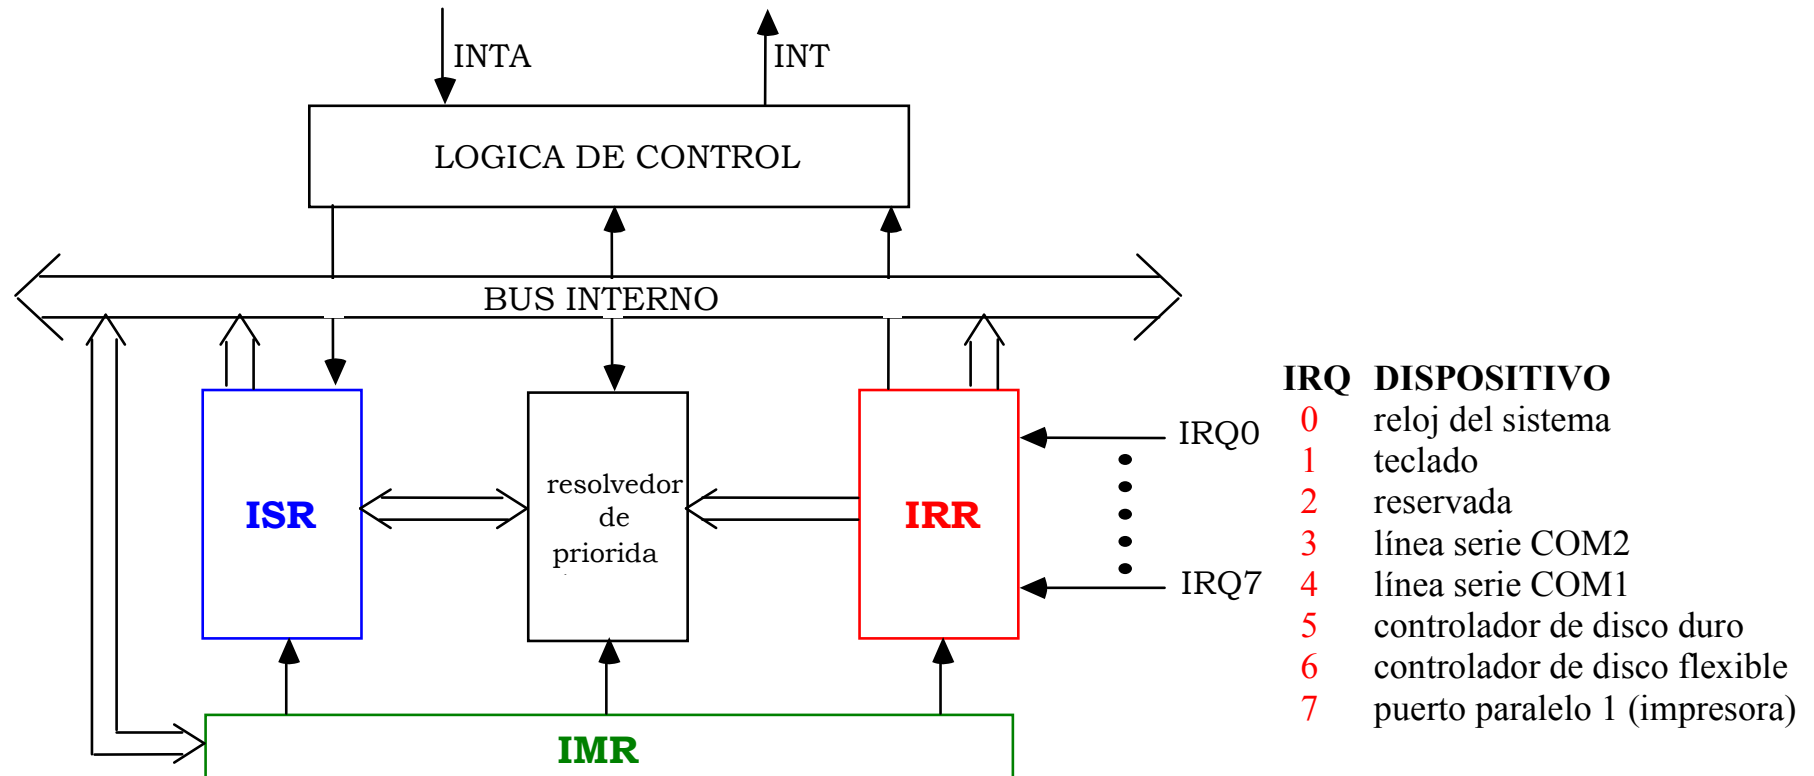 INTA
INT
LOGICA DE CONTROL
BUS INTERNO
ISR
resolvedor
de
priorida
IRR
IRQ0
IRQ7
IMR
IRQ DISPOSITIVO
0 reloj del sistema
1 teclado
2 reservada
3 línea serie COM2
4 línea serie COM1
5 controlador de disco duro
6 controlador de disco flexible
7 puerto paralelo 1 (impresora)